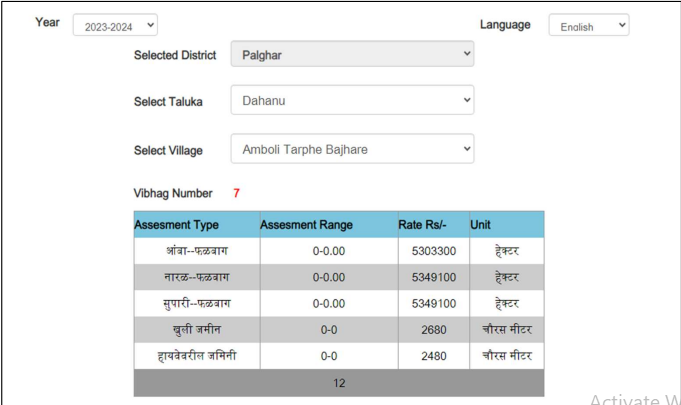 Year 2023-2024 Language English
Selected District Palghar
Select Taluka Dahanu
Select Village Amboli Tarphe Bajhare
Vibhag Number 7
Assesment Type Assesment Range Rate Rs/- Unit
आंबा--फळबाग 0-0.00 5303300 हेक्टर
नारळ--फळबाग 0-0.00 5349100 हेक्टर
सुपारी--फळबाग 0-0.00 5349100 हेक्टर
खुली जमीन 0-0 2680 चौरस मीटर
हायवेवरील जमिनी 0-0 2480 चौरस मीटर
12
Activate W